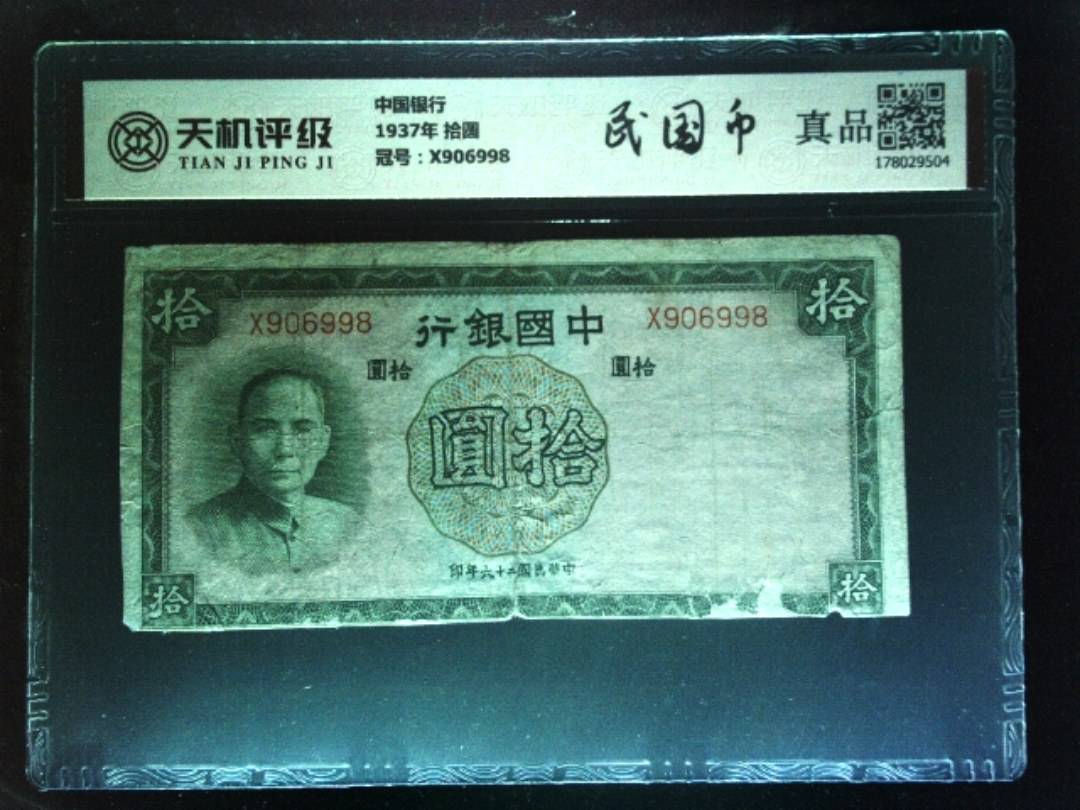 天机评级
TIAN JI PING JI
中国银行
1937年 拾圆
冠号：X906998
民国币
真品
178029504
拾
拾
X906998
行銀國中
X906998
圓拾
圓拾
圓拾
印年六十二國民華中
拾
拾